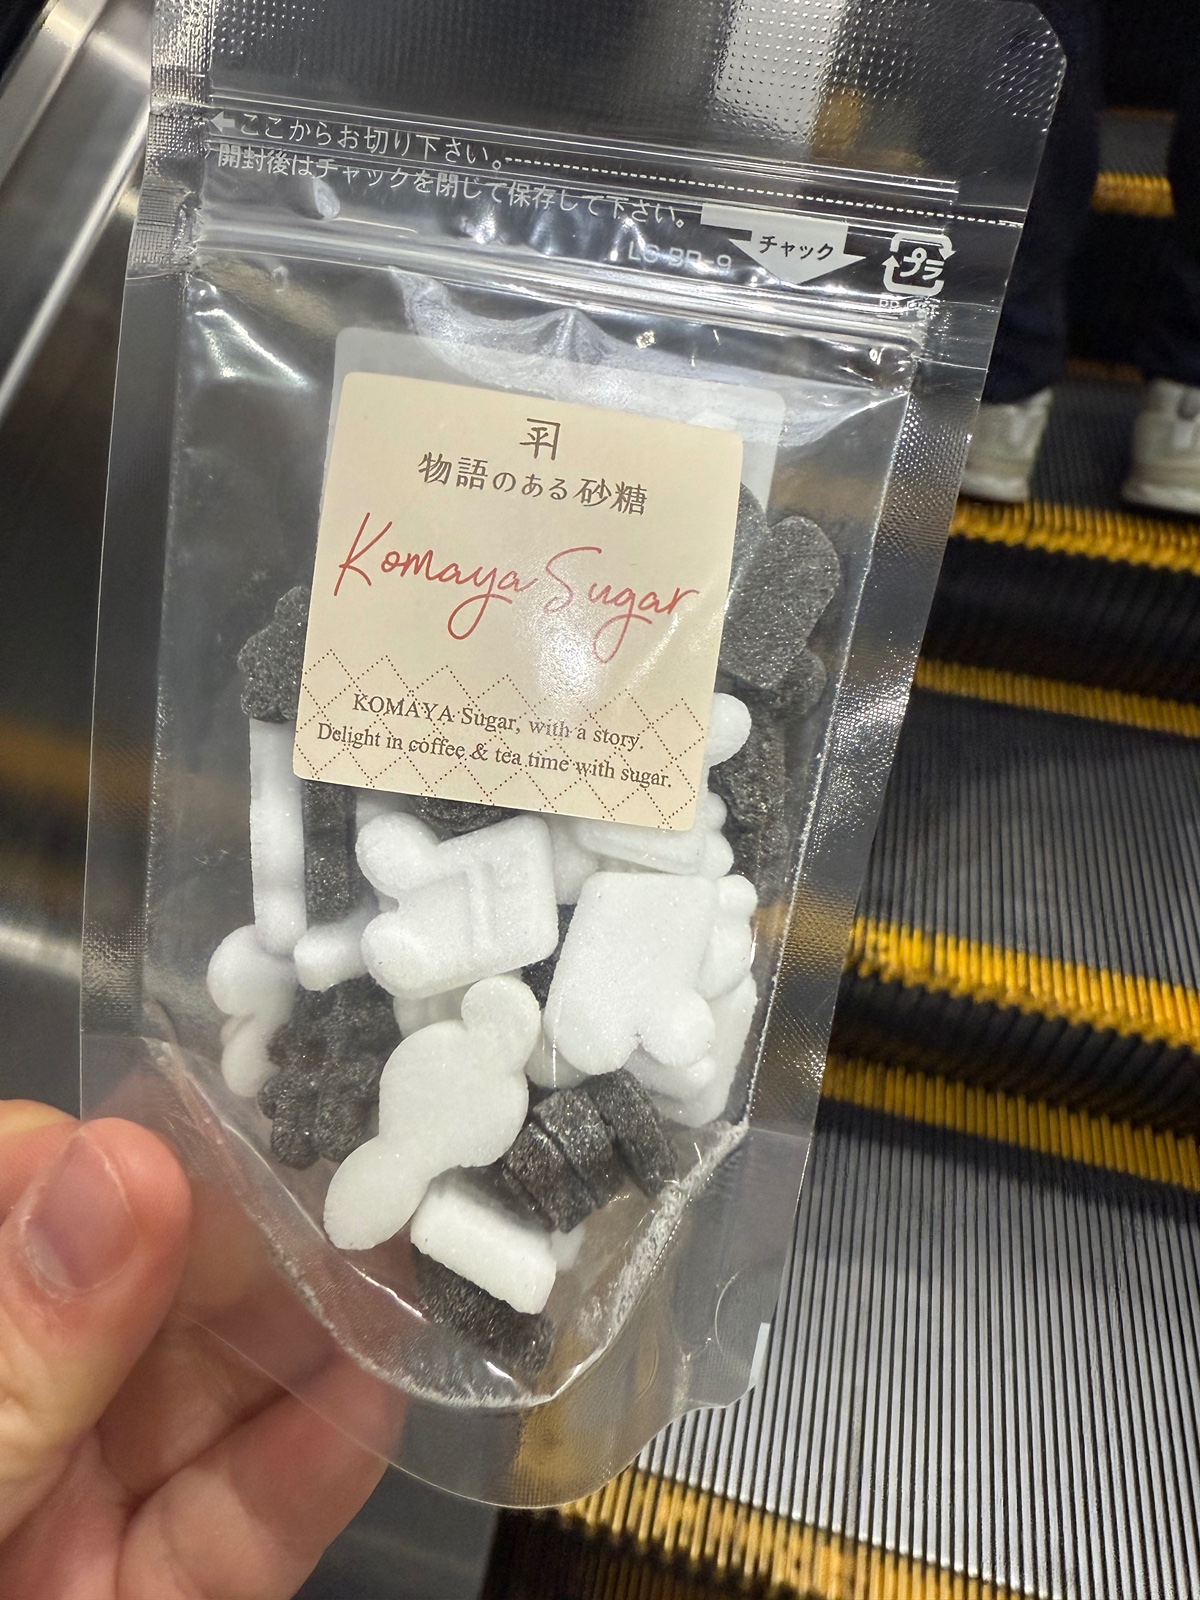 ←ここからお切り下さい。
開封後はチャックを閉じて保存して下さい。
チャック
プラ
物語のある砂糖
Komaya Sugar
KOMAYA Sugar, with a story.
Delight in coffee & tea time with sugar.